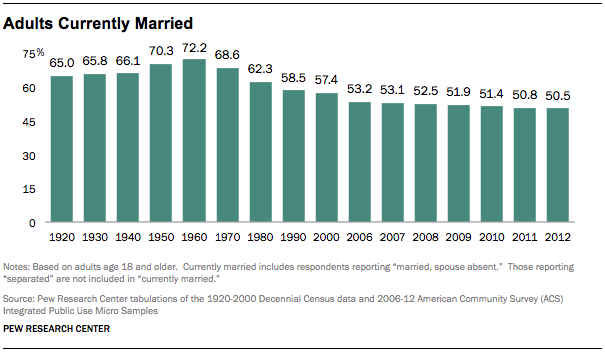 Adults Currently Married
75%
60
45
30
15
0
65.0 65.8 66.1 70.3 72.2 68.6 62.3 58.5 57.4 53.2 53.1 52.5 51.9 51.4 50.8 50.5
1920 1930 1940 1950 1960 1970 1980 1990 2000 2006 2007 2008 2009 2010 2011 2012
Notes: Based on adults age 18 and older. Currently married includes respondents reporting “married, spouse absent.” Those reporting
“separated” are not included in “currently married.”
Source: Pew Research Center tabulations of the 1920-2000 Decennial Census data and 2006-12 American Community Survey (ACS)
Integrated Public Use Micro Samples
PEW RESEARCH CENTER